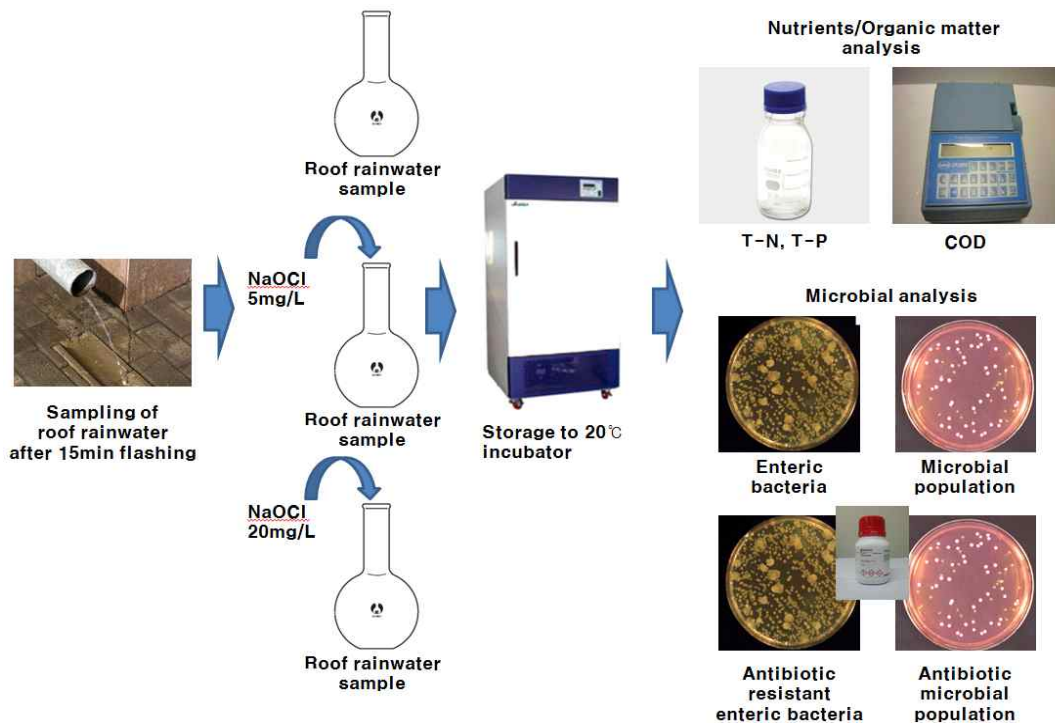 Nutrients/Organic matter
analysis
Roof rainwater
sample
T-N, T-P
COD
NaOCl
5mg/L
Microbial analysis
Sampling of
roof rainwater
after 15min flashing
Roof rainwater
sample
Storage to 20℃
incubator
Enteric
bacteria
Microbial
population
NaOCl
20mg/L
Roof rainwater
sample
Antibiotic
resistant
enteric bacteria
Antibiotic
microbial
population